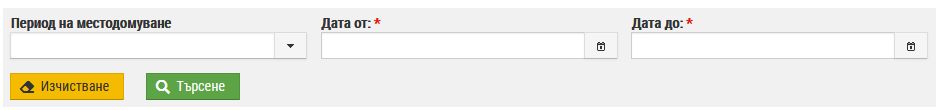 Период на местодомуване Дата от: * Дата до: *
Изчистване Търсене